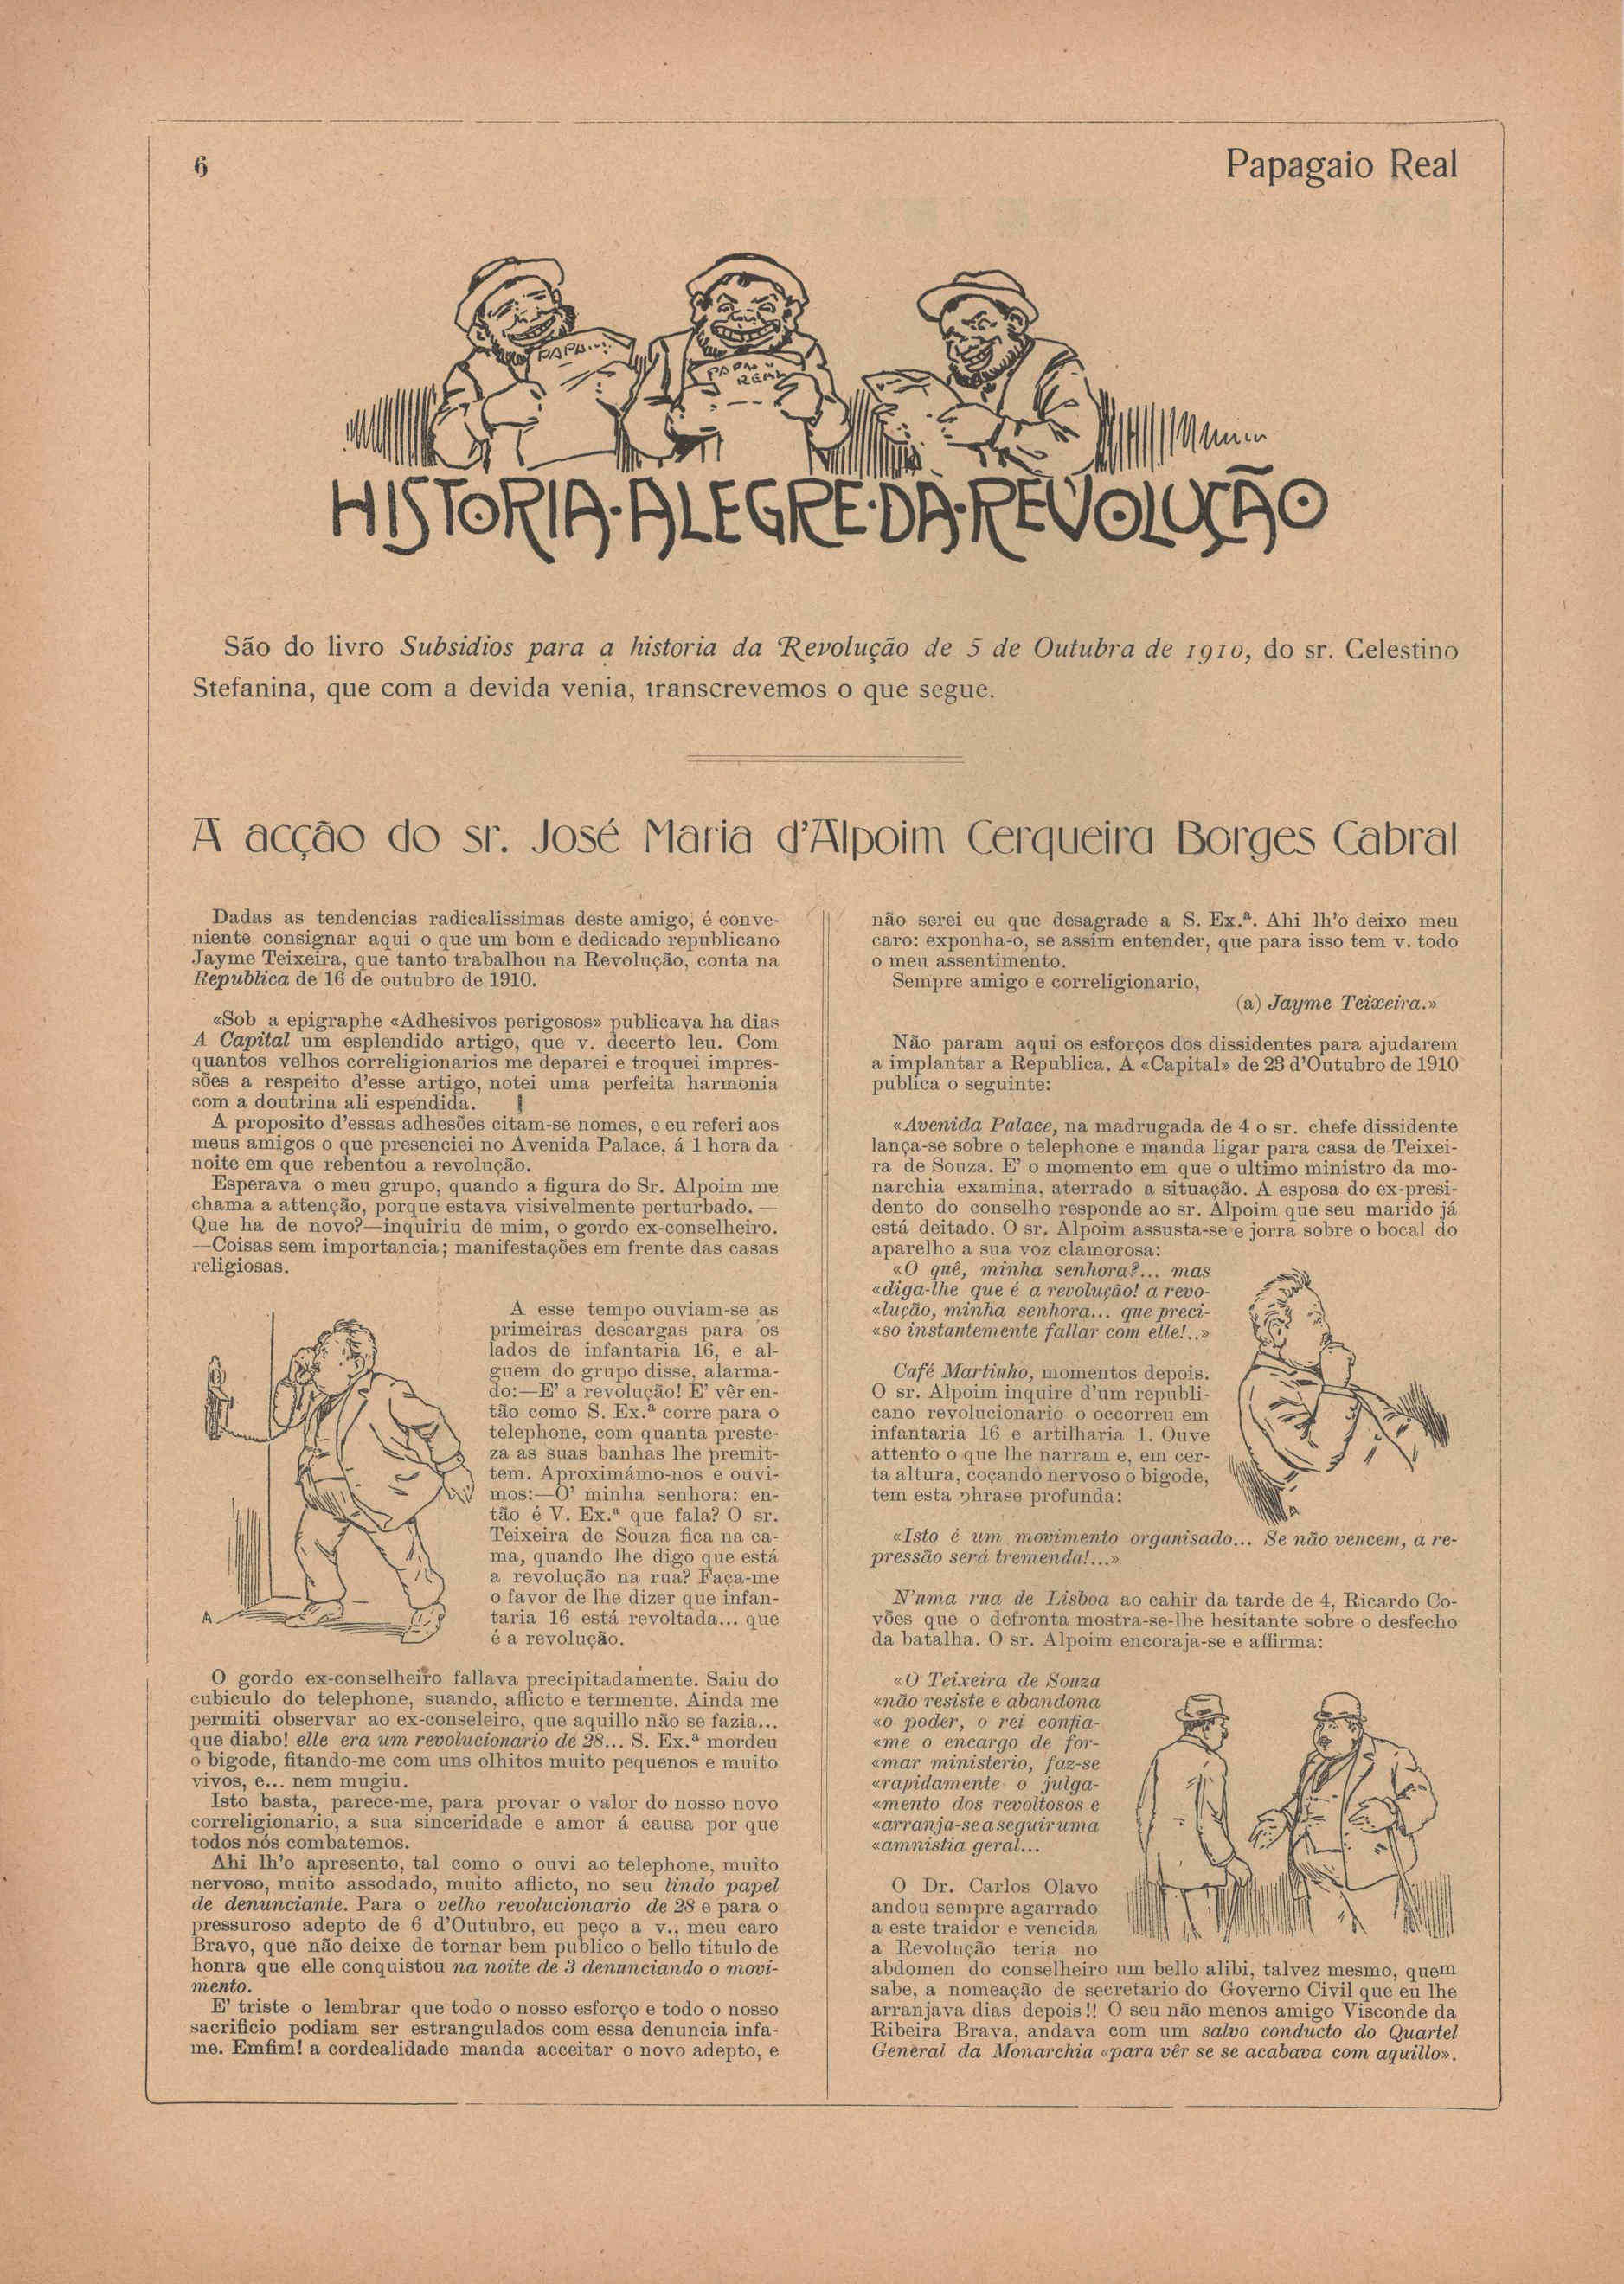 6
Papagaio Real
PAPA...
PAPAG
REAL
HISTORIA·ALEGRE·DA·REVOLUÇÃO
São do livro Subsidios para a historia da Revolução de 5 de Outubra de 1910, do sr. Celestino
Stefanina, que com a devida venia, transcrevemos o que segue.
A acção do sr. José Maria d'Alpoim Cerqueira Borges Cabral
Dadas as tendencias radicalissimas deste amigo, é conve-
niente consignar aqui o que um bom e dedicado republicano
Jayme Teixeira, que tanto trabalhou na Revolução, conta na
Republica de 16 de outubro de 1910.
«Sob a epigraphe «Adhesivos perigosos» publicava ha dias
A Capital um esplendido artigo, que v. decerto leu. Com
quantos velhos correligionarios me deparei e troquei impres-
sões a respeito d'esse artigo, notei uma perfeita harmonia
com a doutrina ali espendida.
A proposito d'essas adhesões citam-se nomes, e eu referi aos
meus amigos o que presenciei no Avenida Palace, á 1 hora da
noite em que rebentou a revolução.
Esperava o meu grupo, quando a figura do Sr. Alpoim me
chama a attenção, porque estava visivelmente perturbado. —
Que ha de novo?—inquiriu de mim, o gordo ex-conselheiro.
—Coisas sem importancia; manifestações em frente das casas
religiosas.
A esse tempo ouviam-se as
primeiras descargas para os
lados de infantaria 16, e al-
guem do grupo disse, alarma-
do:—E' a revolução! E' vêr en-
tão como S. Ex.ª corre para o
telephone, com quanta preste-
za as suas banhas lhe premit-
tem. Aproximámo-nos e ouvi-
mos:—O' minha senhora: en-
tão é V. Ex.ª que fala? O sr.
Teixeira de Souza fica na ca-
ma, quando lhe digo que está
a revolução na rua? Faça-me
o favor de lhe dizer que infan-
taria 16 está revoltada... que
é a revolução.
A
O gordo ex-conselheiro fallava precipitadamente. Saiu do
cubiculo do telephone, suando, aflicto e termente. Ainda me
permiti observar ao ex-conseleiro, que aquillo não se fazia...
que diabo! elle era um revolucionario de 28... S. Ex.ª mordeu
o bigode, fitando-me com uns olhitos muito pequenos e muito
vivos, e... nem mugiu.
Isto basta, parece-me, para provar o valor do nosso novo
correligionario, a sua sinceridade e amor á causa por que
todos nós combatemos.
Ahi lh'o apresento, tal como o ouvi ao telephone, muito
nervoso, muito assodado, muito aflicto, no seu lindo papel
de denunciante. Para o velho revolucionario de 28 e para o
pressuroso adepto de 6 d'Outubro, eu peço a v., meu caro
Bravo, que não deixe de tornar bem publico o bello titulo de
honra que elle conquistou na noite de 3 denunciando o movi-
mento.
E' triste o lembrar que todo o nosso esforço e todo o nosso
sacrificio podiam ser estrangulados com essa denuncia infa-
me. Emfim! a cordealidade manda acceitar o novo adepto, e
não serei eu que desagrade a S. Ex.ª. Ahi lh'o deixo meu
caro: exponha-o, se assim entender, que para isso tem v. todo
o meu assentimento.
Sempre amigo e correligionario,
(a) Jayme Teixeira.»
Não param aqui os esforços dos dissidentes para ajudarem
a implantar a Republica. A «Capital» de 23 d'Outubro de 1910
publica o seguinte:
«Avenida Palace, na madrugada de 4 o sr. chefe dissidente
lança-se sobre o telephone e manda ligar para casa de Teixei-
ra de Souza. E' o momento em que o ultimo ministro da mo-
narchia examina, aterrado a situação. A esposa do ex-presi-
dento do conselho responde ao sr. Alpoim que seu marido já
está deitado. O sr. Alpoim assusta-se e jorra sobre o bocal do
aparelho a sua voz clamorosa:
«O quê, minha senhora?... mas
«diga-lhe que é a revolução! a revo-
«lução, minha senhora... que preci-
«so instantemente fallar com elle!..»
Café Martinho, momentos depois.
O sr. Alpoim inquire d'um republi-
cano revolucionario o occorreu em
infantaria 16 e artilharia 1. Ouve
attento o que lhe narram e, em cer-
ta altura, coçando nervoso o bigode,
tem esta phrase profunda:
«Isto é um movimento organisado... Se não vencem, a re-
pressão será tremenda!...»
N'uma rua de Lisboa ao cahir da tarde de 4, Ricardo Co-
vões que o defronta mostra-se-lhe hesitante sobre o desfecho
da batalha. O sr. Alpoim encoraja-se e affirma:
«O Teixeira de Souza
«não resiste e abandona
«o poder, o rei confia-
«me o encargo de for-
«mar ministerio, faz-se
«rapidamente o julga-
«mento dos revoltosos e
«arranja-se a seguir uma
«amnistia geral...
O Dr. Carlos Olavo
andou sempre agarrado
a este traidor e vencida
a Revolução teria no
abdomen do conselheiro um bello alibi, talvez mesmo, quem
sabe, a nomeação de secretario do Governo Civil que eu lhe
arranjava dias depois!! O seu não menos amigo Visconde da
Ribeira Brava, andava com um salvo conducto do Quartel
General da Monarchia «para vêr se se acabava com aquillo».